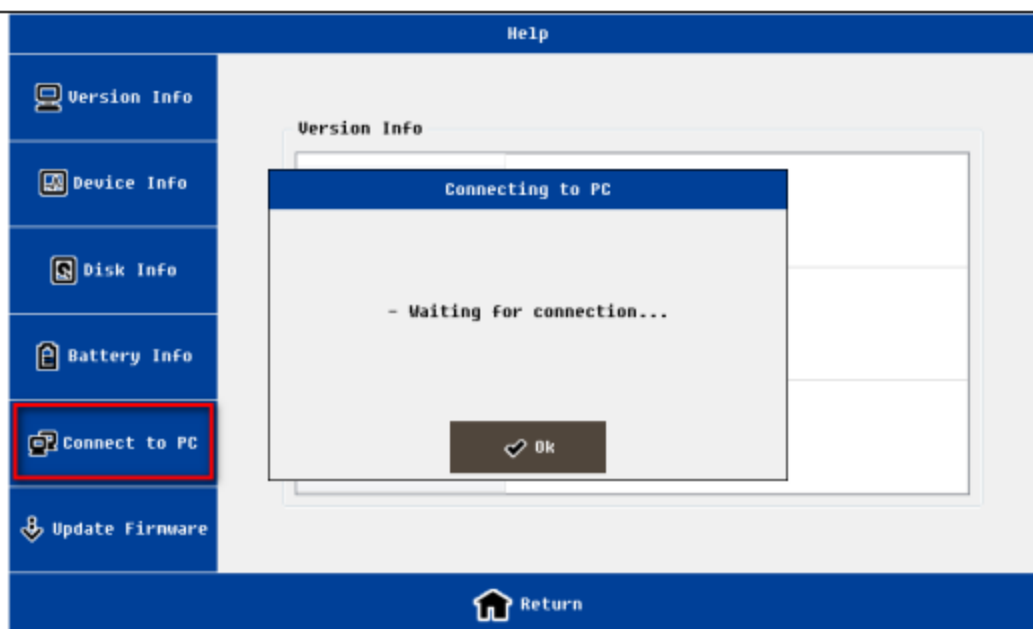 Help
Version Info
Device Info
Disk Info
Battery Info
Connect to PC
Update Firmware
Version Info
Connecting to PC
- Waiting for connection...
Ok
Return